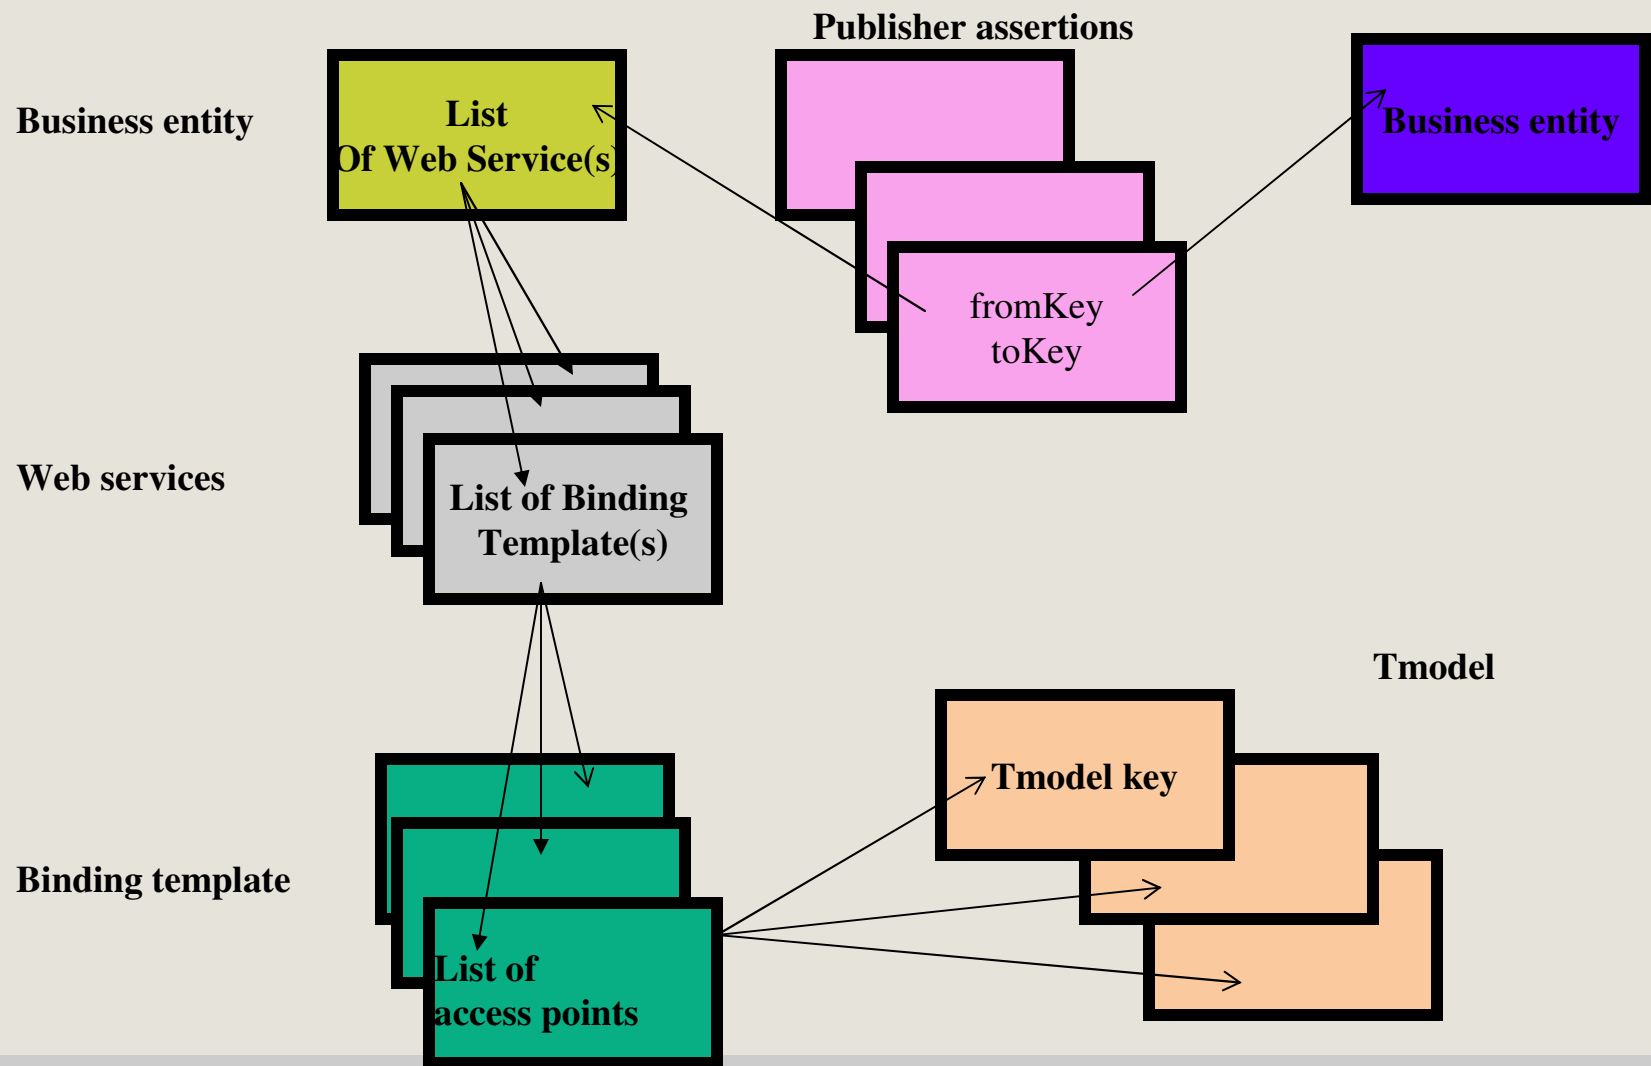 Publisher assertions
Business entity
List
Of Web Service(s)
Business entity
fromKey
toKey
Web services
List of Binding
Template(s)
Tmodel
Tmodel key
Binding template
List of
access points